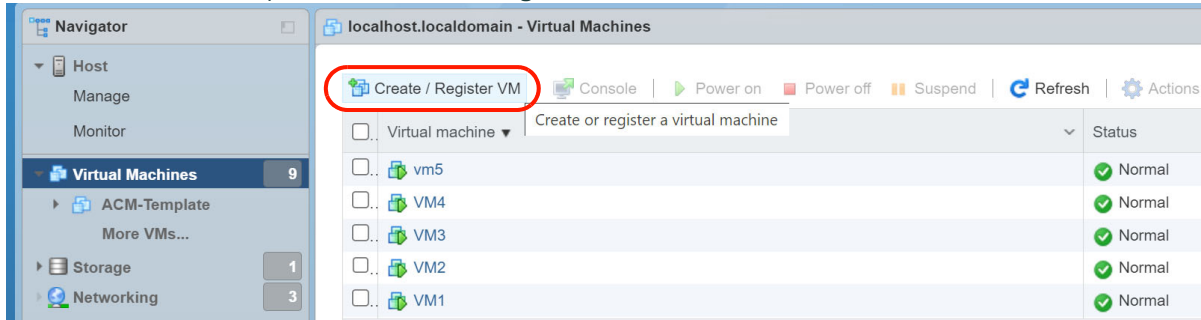 Navigator
localhost.localdomain - Virtual Machines
Host
Manage
Monitor
Virtual Machines 9
ACM-Template
More VMs...
Storage 1
Networking 3
Create / Register VM Console Power on Power off Suspend Refresh Actions
Create or register a virtual machine
Virtual machine Status
vm5 Normal
VM4 Normal
VM3 Normal
VM2 Normal
VM1 Normal